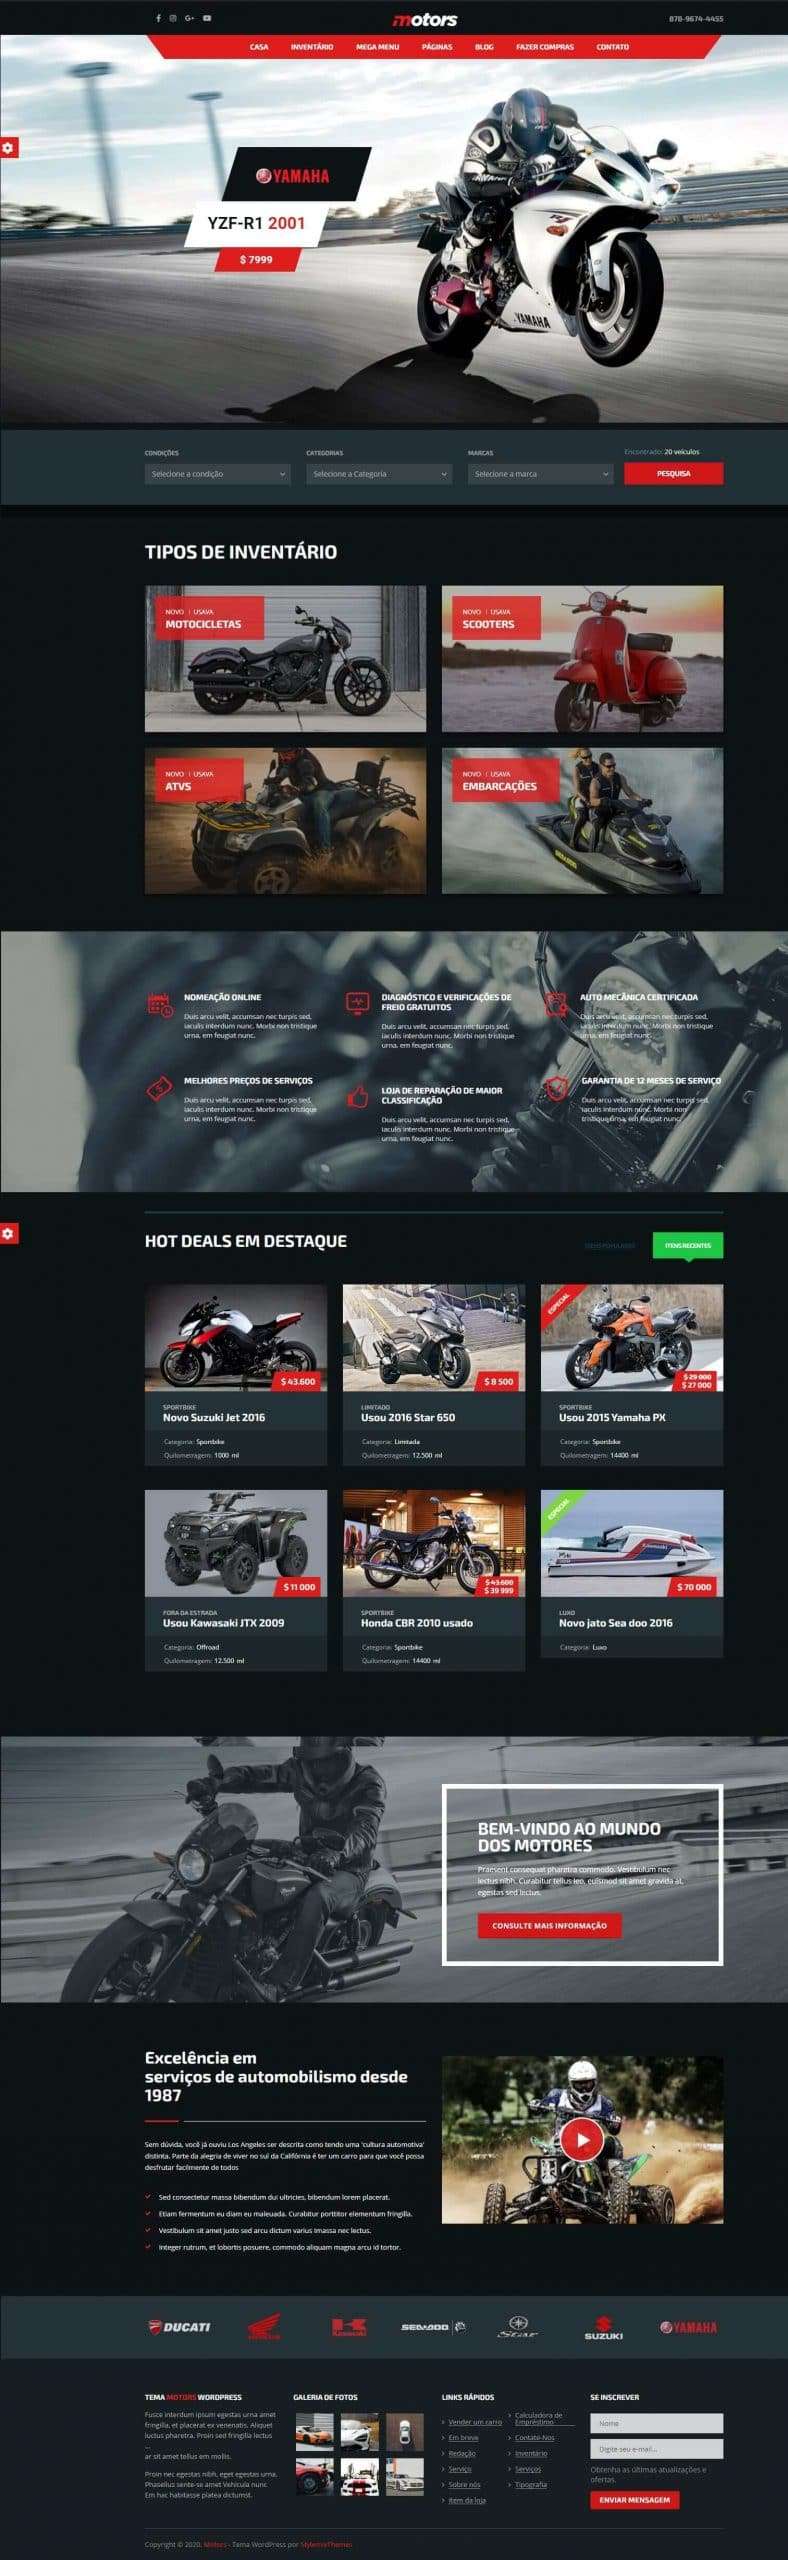 motors
878-9674-4455
CASA INVENTÁRIO MEGA MENU PÁGINAS BLOG FAZER COMPRAS CONTATO
YAMAHA
YZF-R1 2001
$ 7999
R1
YAMAHA
CONDIÇÕES CATEGORIAS MARCAS Encontrado: 20 veículos
Selecione a condição Selecione a Categoria Selecione a marca PESQUISA
TIPOS DE INVENTÁRIO
NOVO | USAVA
MOTOCICLETAS
NOVO | USAVA
SCOOTERS
NOVO | USAVA
ATVS
NOVO | USAVA
EMBARCAÇÕES
NOMEAÇÃO ONLINE
Duis arcu velit, accumsan nec turpis sed,
iaculis interdum nunc. Morbi non tristique
urna, em feugiat nunc.
DIAGNÓSTICO E VERIFICAÇÕES DE
FREIO GRATUITOS
Duis arcu velit, accumsan nec turpis sed,
iaculis interdum nunc. Morbi non tristique
urna, em feugiat nunc.
AUTO MECÂNICA CERTIFICADA
Duis arcu velit, accumsan nec turpis sed,
iaculis interdum nunc. Morbi non tristique
urna, em feugiat nunc.
MELHORES PREÇOS DE SERVIÇOS
Duis arcu velit, accumsan nec turpis sed,
iaculis interdum nunc. Morbi non tristique
urna, em feugiat nunc.
LOJA DE REPARAÇÃO DE MAIOR
CLASSIFICAÇÃO
Duis arcu velit, accumsan nec turpis sed,
iaculis interdum nunc. Morbi non tristique
urna, em feugiat nunc.
GARANTIA DE 12 MESES DE SERVIÇO
Duis arcu velit, accumsan nec turpis sed,
iaculis interdum nunc. Morbi non
tristique urna, em feugiat nunc.
HOT DEALS EM DESTAQUE
ITENS POPULARES ITENS RECENTES
$ 43.600
SPORTBIKE
Novo Suzuki Jet 2016
Categoria: Sportbike
Quilometragem: 1000 ml
$ 8 500
LIMITADO
Usou 2016 Star 650
Categoria: Limitada
Quilometragem: 12.500 ml
ESPECIAL
$ 29 000
$ 27 000
SPORTBIKE
Usou 2015 Yamaha PX
Categoria: Sportbike
Quilometragem: 14400 ml
$ 11 000
FORA DA ESTRADA
Usou Kawasaki JTX 2009
Categoria: Offroad
Quilometragem: 12.500 ml
$ 43.600
$ 39 999
SPORTBIKE
Honda CBR 2010 usado
Categoria: Sportbike
Quilometragem: 14400 ml
ESPECIAL
Kawasaki
$ 70 000
LUXO
Novo jato Sea doo 2016
Categoria: Luxo
BEM-VINDO AO MUNDO
DOS MOTORES
Praesent consequat pharetra commodo. Vestibulum nec
lectus nibh. Curabitur tellus leo, euismod sit amet gravida at,
egestas sed lectus.
CONSULTE MAIS INFORMAÇÃO
Excelência em
serviços de automobilismo desde
1987
Sem dúvida, você já ouviu Los Angeles ser descrita como tendo uma 'cultura automotiva'
distinta. Parte da alegria de viver no sul da Califórnia é ter um carro para que você possa
desfrutar facilmente de todos
Sed consectetur massa bibendum dui ultricies, bibendum lorem placerat.
Etiam fermentum eu diam eu maleuada. Curabitur porttitor elementum fringilla.
Vestibulum sit amet justo sed arcu dictum varius Imassa nec lectus.
Integer rutrum, et lobortis posuere, commodo aliquam magna arcu id tortor.
DUCATI HONDA Kawasaki SEA-DOO Star SUZUKI YAMAHA
TEMA MOTORS WORDPRESS
Fusce interdum ipsum egestas urna amet
fringilla, et placerat ex venenatis. Aliquet
luctus pharetra. Proin sed fringilla lectus
...
ar sit amet tellus em mollis.
Proin nec egestas nibh, eget egestas urna.
Phasellus sente-se amet Vehicula nunc.
Em hac habitasse platea dictumst.
GALERIA DE FOTOS
LINKS RÁPIDOS
Vender um carro
Em breve
Redação
Serviço
Sobre nós
Item da loja
Calculadora de
Empréstimo
Contate-Nos
Inventário
Serviços
Tipografia
SE INSCREVER
Nome
Digite seu e-mail...
Obtenha as últimas atualizações e
ofertas.
ENVIAR MENSAGEM
Copyright © 2020. Motors - Tema WordPress por StylemixThemes